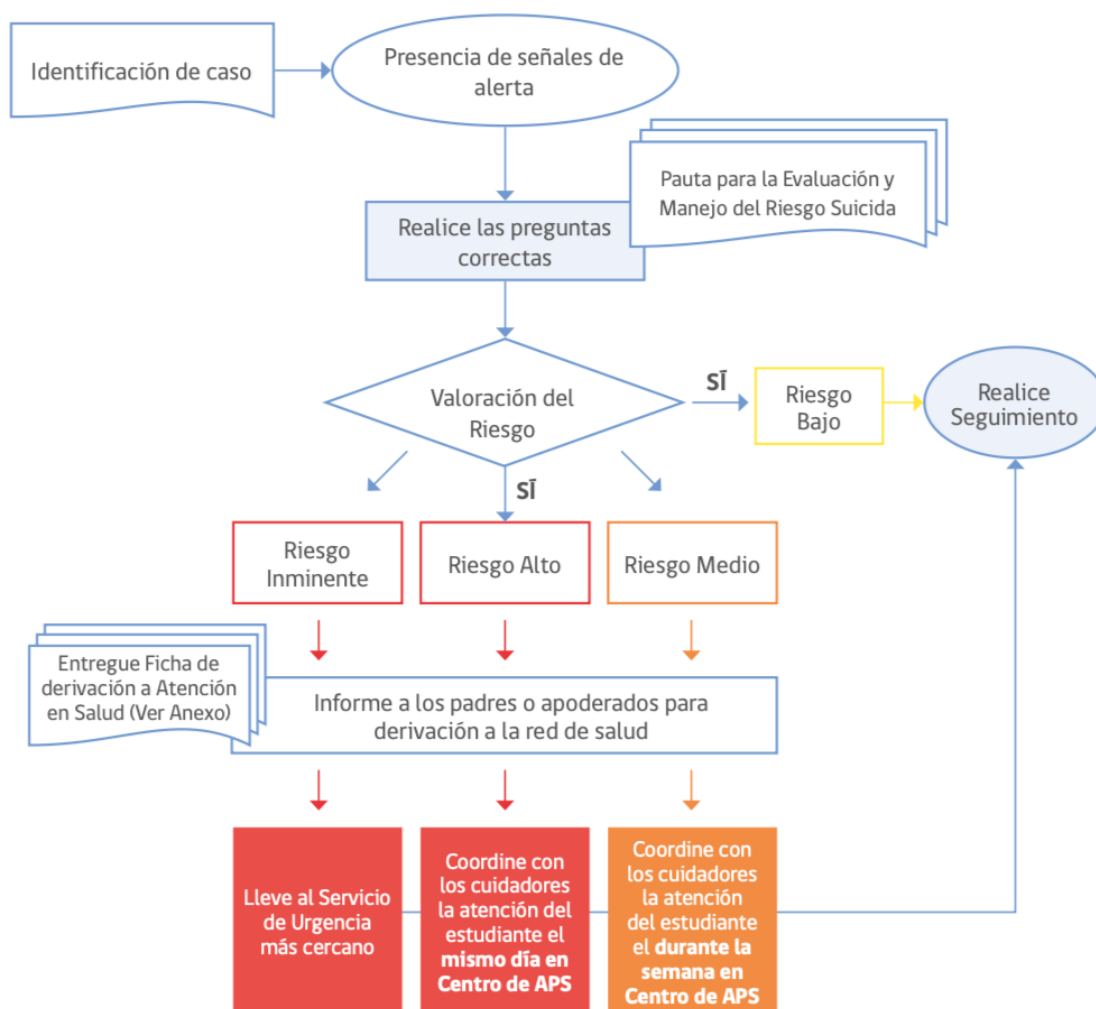 Identificación de caso
Presencia de señales de
alerta
Pauta para la Evaluación y
Manejo del Riesgo Suicida
Realice las preguntas
correctas
Valoración del
Riesgo
SÍ
Riesgo
Bajo
Realice
Seguimiento
SÍ
Riesgo
Inminente
Riesgo Alto
Riesgo Medio
Entregue Ficha de
derivación a Atención
en Salud (Ver Anexo)
Informe a los padres o apoderados para
derivación a la red de salud
Lleve al Servicio
de Urgencia
más cercano
Coordine con
los cuidadores
la atención del
estudiante el
mismo día en
Centro de APS
Coordine con
los cuidadores
la atención
del estudiante
el durante la
semana en
Centro de APS